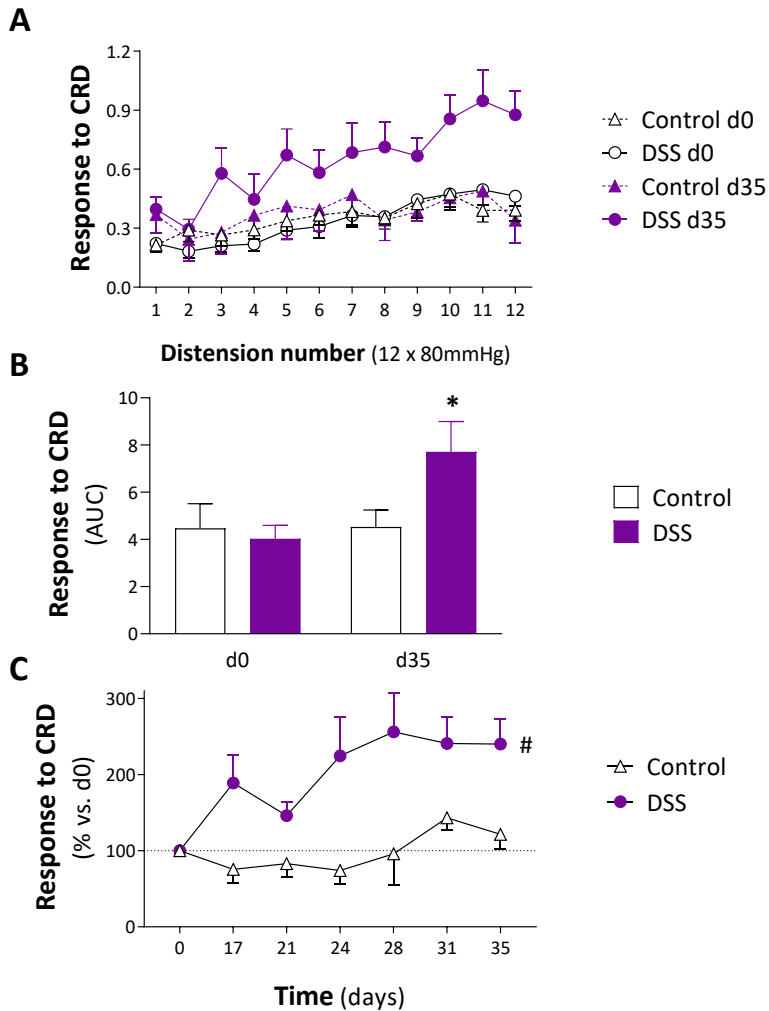 A
Response to CRD
1.2
0.9
0.6
0.3
0.0
1 2 3 4 5 6 7 8 9 10 11 12
Distension number (12 x 80mmHg)
Control d0
DSS d0
Control d35
DSS d35
B
Response to CRD
(AUC)
10
8
6
4
2
0
*
d0 d35
Control
DSS
C
Response to CRD
(% vs. d0)
300
200
100
0
#
0 17 21 24 28 31 35
Time (days)
Control
DSS